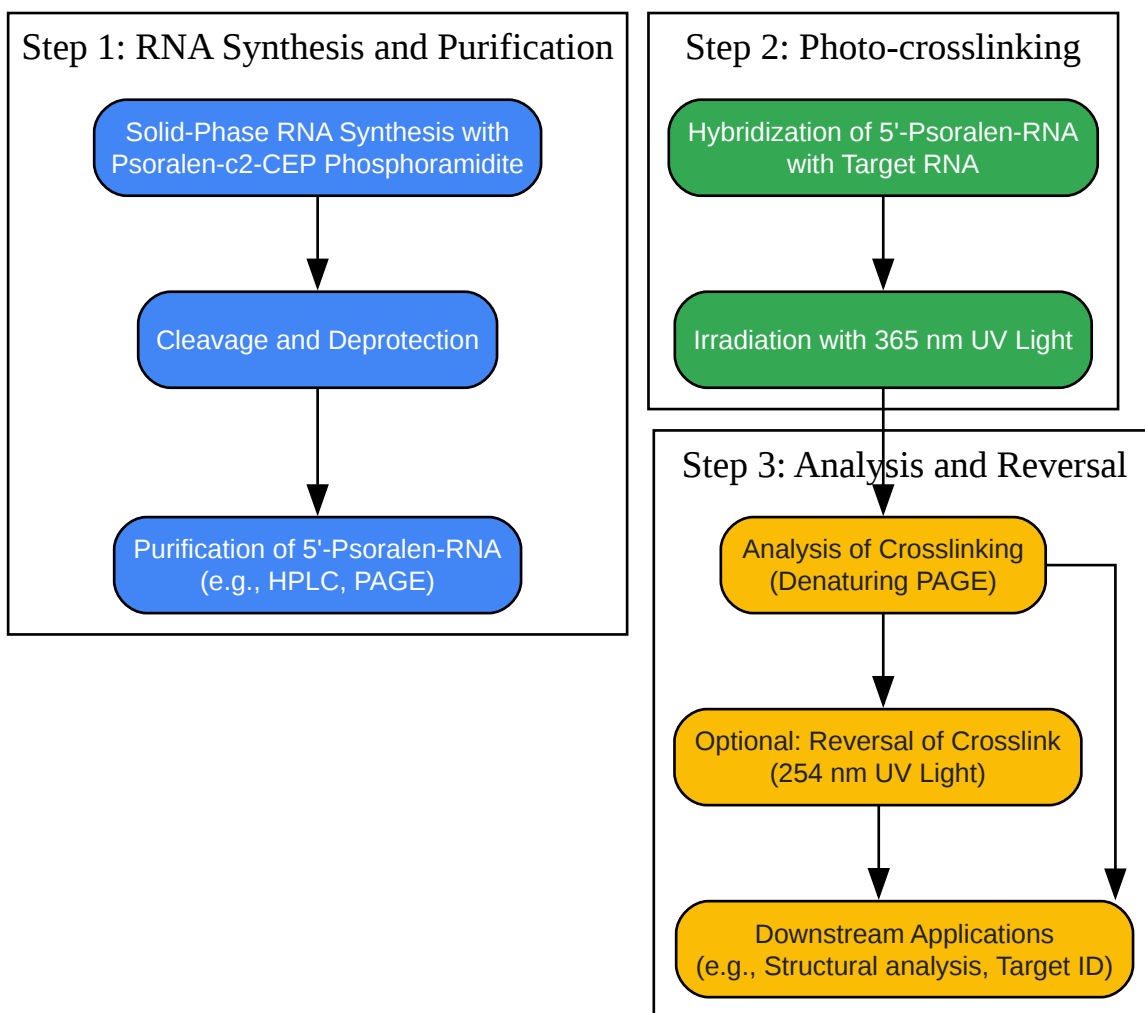 Step 1: RNA Synthesis and Purification
Solid-Phase RNA Synthesis with
Psoralen-c2-CEP Phosphoramidite
Cleavage and Deprotection
Purification of 5'-Psoralen-RNA
(e.g., HPLC, PAGE)
Step 2: Photo-crosslinking
Hybridization of 5'-Psoralen-RNA
with Target RNA
Irradiation with 365 nm UV Light
Step 3: Analysis and Reversal
Analysis of Crosslinking
(Denaturing PAGE)
Optional: Reversal of Crosslink
(254 nm UV Light)
Downstream Applications
(e.g., Structural analysis, Target ID)